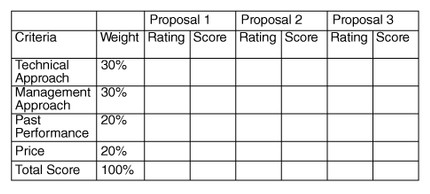 Proposal 1 Proposal 2 Proposal 3
Criteria Weight Rating Score Rating Score Rating Score
Technical 30%
Approach
Management 30%
Approach
Past 20%
Performance
Price 20%
Total Score 100%